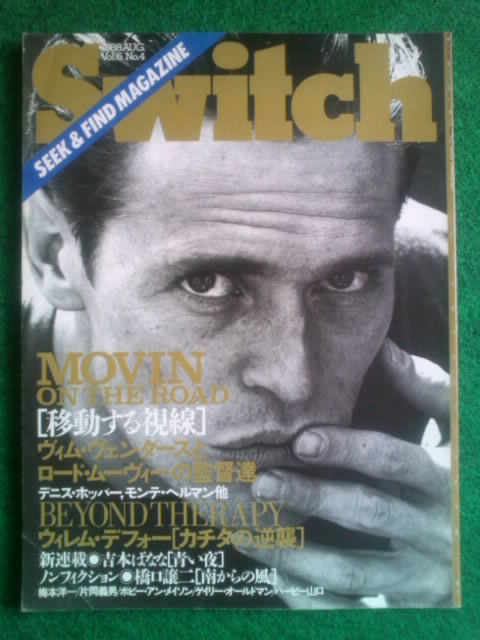 1988 AUG.
Vol.6 No.4
SEEK & FIND MAGAZINE
Switch
MOVIN
ON THE ROAD
[移動する視線]
ヴィム・ヴェンダースと
ロード・ムーヴィーの監督達
デニス・ホッパー,モンテ・ヘルマン他
BEYOND THERAPY
ウィレム・デフォー[カチタの逆襲]
新連載●吉本ばなな[青い夜]
ノンフィクション●橋口譲二[南からの風]
梅本洋一/片岡義男/ボビー・アン・メイソン/ゲイリー・オールドマン/ハービー山口